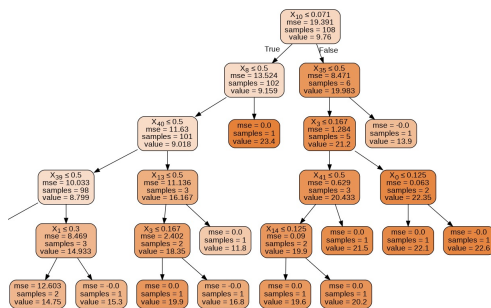 X10 ≤ 0.071
mse = 19.391
samples = 108
value = 9.76
True
False
X8 ≤ 0.5
mse = 13.524
samples = 102
value = 9.159
X35 ≤ 0.5
mse = 8.471
samples = 6
value = 19.983
X40 ≤ 0.5
mse = 11.63
samples = 101
value = 9.018
mse = 0.0
samples = 1
value = 23.4
X3 ≤ 0.167
mse = 1.284
samples = 5
value = 21.2
mse = -0.0
samples = 1
value = 13.9
X39 ≤ 0.5
mse = 10.033
samples = 98
value = 8.799
X13 ≤ 0.5
mse = 11.136
samples = 3
value = 16.167
X41 ≤ 0.5
mse = 0.629
samples = 3
value = 20.433
X0 ≤ 0.125
mse = 0.063
samples = 2
value = 22.35
X1 ≤ 0.3
mse = 8.469
samples = 3
value = 14.933
X3 ≤ 0.167
mse = 2.402
samples = 2
value = 18.35
mse = 0.0
samples = 1
value = 11.8
X14 ≤ 0.125
mse = 0.09
samples = 2
value = 19.9
mse = 0.0
samples = 1
value = 21.5
mse = 0.0
samples = 1
value = 22.1
mse = -0.0
samples = 1
value = 22.6
mse = 12.603
samples = 2
value = 14.75
mse = -0.0
samples = 1
value = 15.3
mse = 0.0
samples = 1
value = 19.9
mse = -0.0
samples = 1
value = 16.8
mse = 0.0
samples = 1
value = 19.6
mse = 0.0
samples = 1
value = 20.2